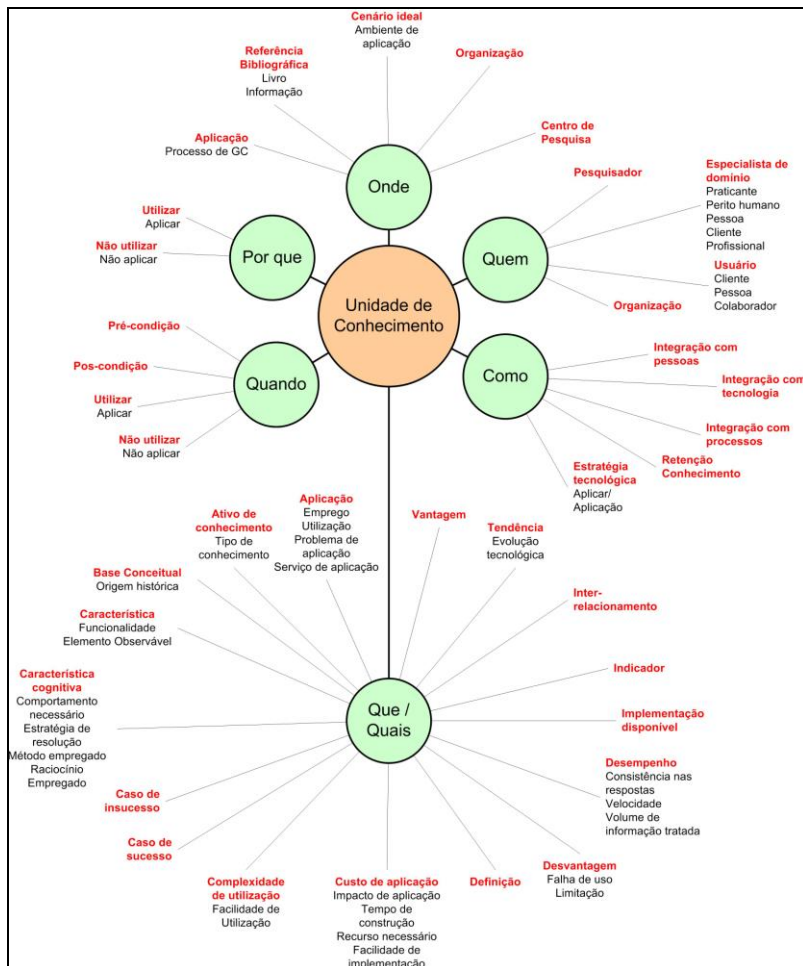 Cenário ideal
Ambiente de
aplicação
Referência
Bibliográfica
Livro
Informação
Organização
Aplicação
Processo de GC
Centro de
Pesquisa
Onde
Pesquisador
Especialista de
domínio
Praticante
Perito humano
Pessoa
Cliente
Profissional
Utilizar
Aplicar
Não utilizar
Não aplicar
Por que
Quem
Usuário
Cliente
Pessoa
Colaborador
Organização
Unidade de
Conhecimento
Pré-condição
Pos-condição
Utilizar
Aplicar
Não utilizar
Não aplicar
Quando
Como
Integração com
pessoas
Integração com
tecnologia
Integração com
processos
Retenção
Conhecimento
Estratégia
tecnológica
Aplicar/
Aplicação
Ativo de
conhecimento
Tipo de
conhecimento
Aplicação
Emprego
Utilização
Problema de
aplicação
Serviço de aplicação
Vantagem
Tendência
Evolução
tecnológica
Base Conceitual
Origem histórica
Inter-
relacionamento
Característica
Funcionalidade
Elemento Observável
Indicador
Característica
cognitiva
Comportamento
necessário
Estratégia de
resolução
Método empregado
Raciocínio
Empregado
Que /
Quais
Implementação
disponível
Desempenho
Consistência nas
respostas
Velocidade
Volume de
informação tratada
Caso de
insucesso
Caso de
sucesso
Complexidade
de utilização
Facilidade de
Utilização
Custo de aplicação
Impacto de aplicação
Tempo de
construção
Recurso necessário
Facilidade de
implementação
Definição
Desvantagem
Falha de uso
Limitação